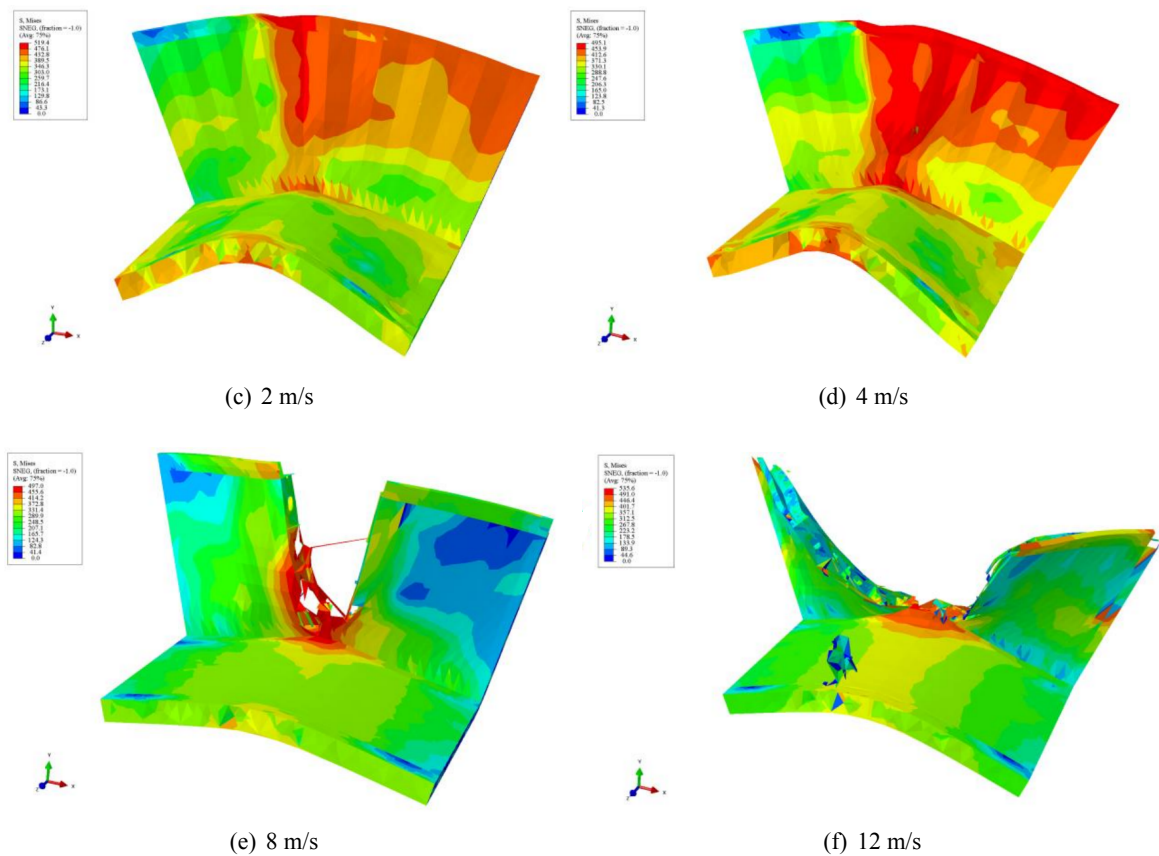 S, Mises
SNEG, (fraction = -1.0)
(Avg: 75%)
519.4
476.1
432.8
389.5
346.3
303.0
259.7
216.4
173.1
129.8
86.6
43.3
0.0
Y
X
Z
(c) 2 m/s
S, Mises
SNEG, (fraction = -1.0)
(Avg: 75%)
495.1
453.9
412.6
371.3
330.1
288.8
247.6
206.3
165.0
123.8
82.5
41.3
0.0
Y
X
Z
(d) 4 m/s
S, Mises
SNEG, (fraction = -1.0)
(Avg: 75%)
497.0
455.6
414.2
372.8
331.4
289.9
248.5
207.1
165.7
124.3
82.8
41.4
0.0
Y
X
Z
(e) 8 m/s
S, Mises
SNEG, (fraction = -1.0)
(Avg: 75%)
535.6
491.0
446.4
401.7
357.1
312.5
267.8
223.2
178.5
133.9
89.3
44.6
0.0
Y
X
Z
(f) 12 m/s